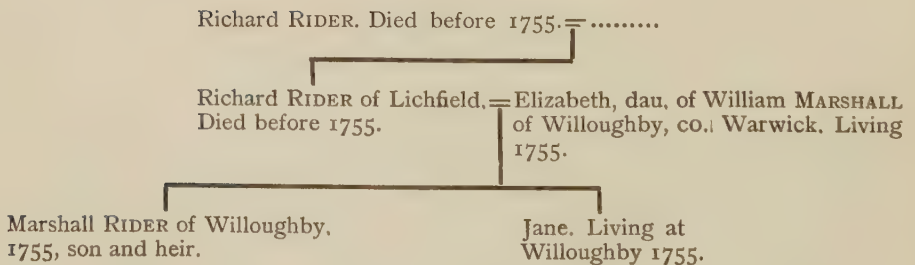 Richard RIDER. Died before 1755.=.........
Richard RIDER of Lichfield.=Elizabeth, dau. of William MARSHALL
Died before 1755. of Willoughby, co. Warwick. Living
1755.
Marshall RIDER of Willoughby, Jane. Living at
1755, son and heir. Willoughby 1755.